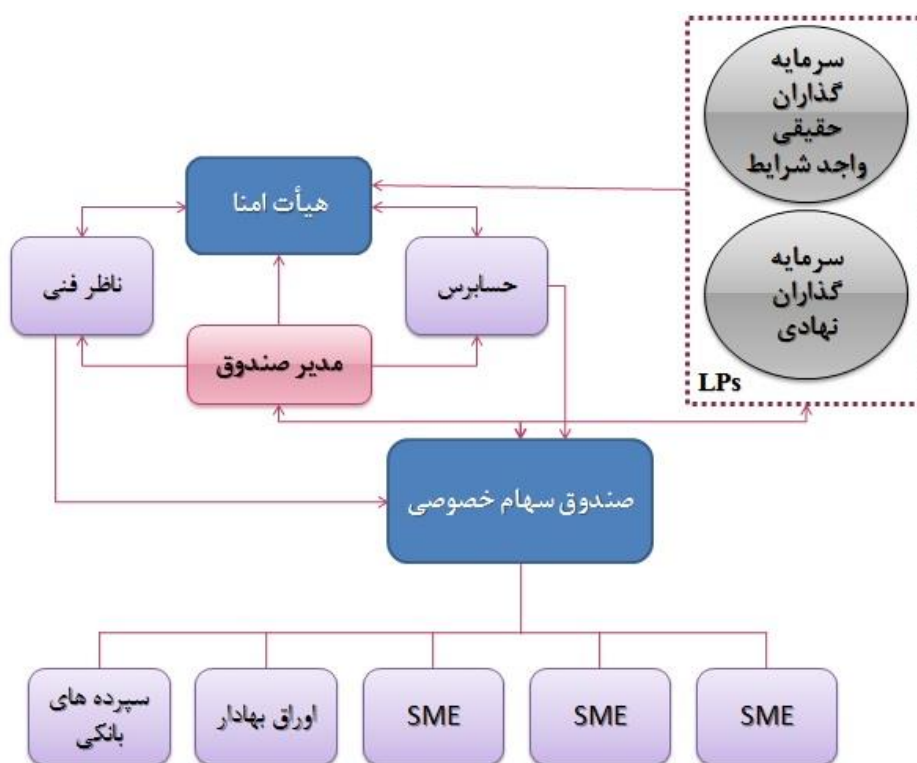 سرمایه
گذاران
حقیقی
واجد شرایط
سرمایه
گذاران
نهادی
LPs
هیأت امنا
حسابرس
ناظر فنی
مدیر صندوق
صندوق سهام خصوصی
SME
SME
SME
اوراق بهادار
سپرده های
بانکی